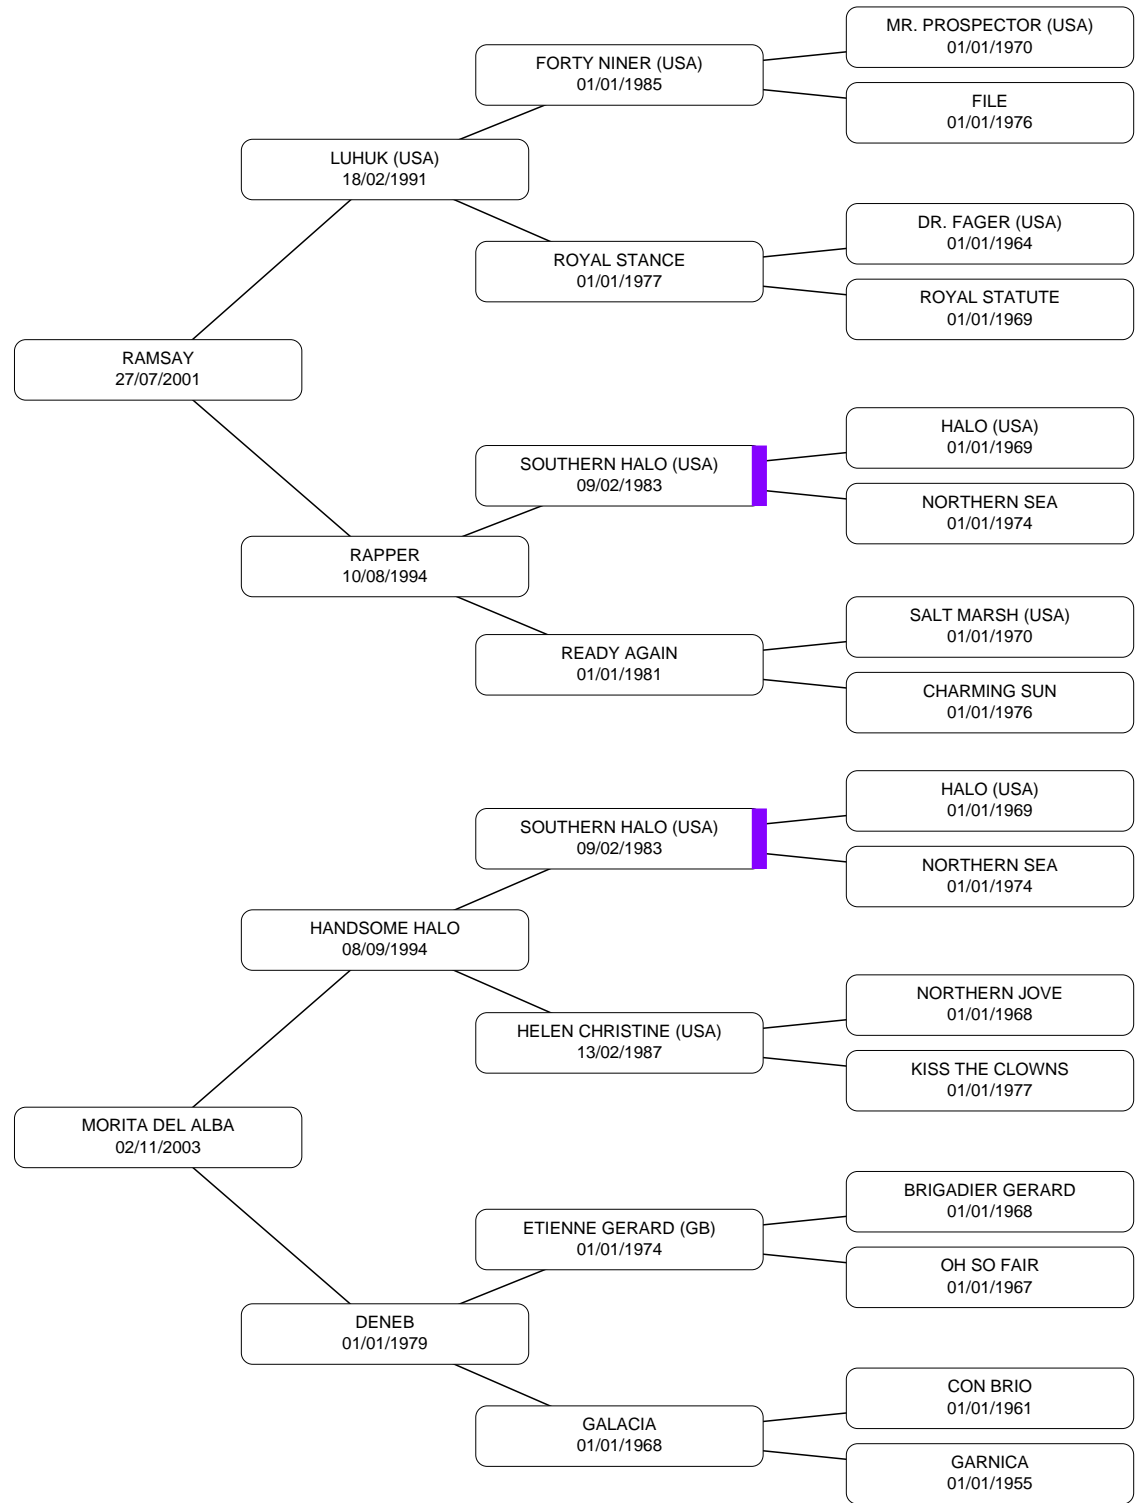 MR. PROSPECTOR (USA)
01/01/1970
FORTY NINER (USA)
01/01/1985
FILE
01/01/1976
LUHUK (USA)
18/02/1991
DR. FAGER (USA)
01/01/1964
ROYAL STANCE
01/01/1977
ROYAL STATUTE
01/01/1969
RAMSAY
27/07/2001
HALO (USA)
01/01/1969
SOUTHERN HALO (USA)
09/02/1983
NORTHERN SEA
01/01/1974
RAPPER
10/08/1994
SALT MARSH (USA)
01/01/1970
READY AGAIN
01/01/1981
CHARMING SUN
01/01/1976
HALO (USA)
01/01/1969
SOUTHERN HALO (USA)
09/02/1983
NORTHERN SEA
01/01/1974
HANDSOME HALO
08/09/1994
NORTHERN JOVE
01/01/1968
HELEN CHRISTINE (USA)
13/02/1987
KISS THE CLOWNS
01/01/1977
MORITA DEL ALBA
02/11/2003
BRIGADIER GERARD
01/01/1968
ETIENNE GERARD (GB)
01/01/1974
OH SO FAIR
01/01/1967
DENEB
01/01/1979
CON BRIO
01/01/1961
GALACIA
01/01/1968
GARNICA
01/01/1955